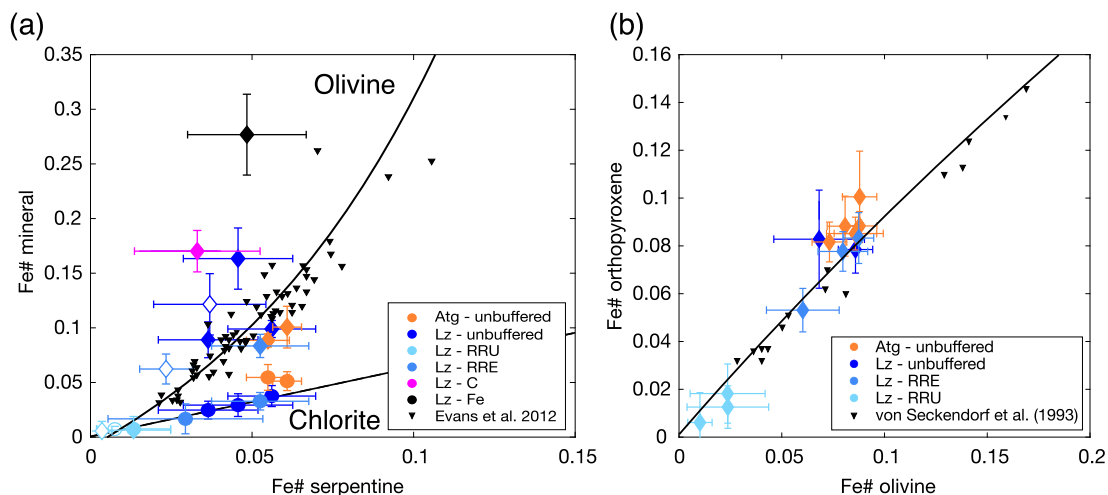 (a)
0.35
0.3
0.25
0.2
0.15
0.1
0.05
0
Fe# mineral
Olivine
Chlorite
Atg - unbuffered
Lz - unbuffered
Lz - RRU
Lz - RRE
Lz - C
Lz - Fe
Evans et al. 2012
0 0.05 0.1 0.15
Fe# serpentine
(b)
0.16
0.14
0.12
0.1
0.08
0.06
0.04
0.02
0
Fe# orthopyroxene
Atg - unbuffered
Lz - unbuffered
Lz - RRE
Lz - RRU
von Seckendorf et al. (1993)
0 0.05 0.1 0.15 0.2
Fe# olivine